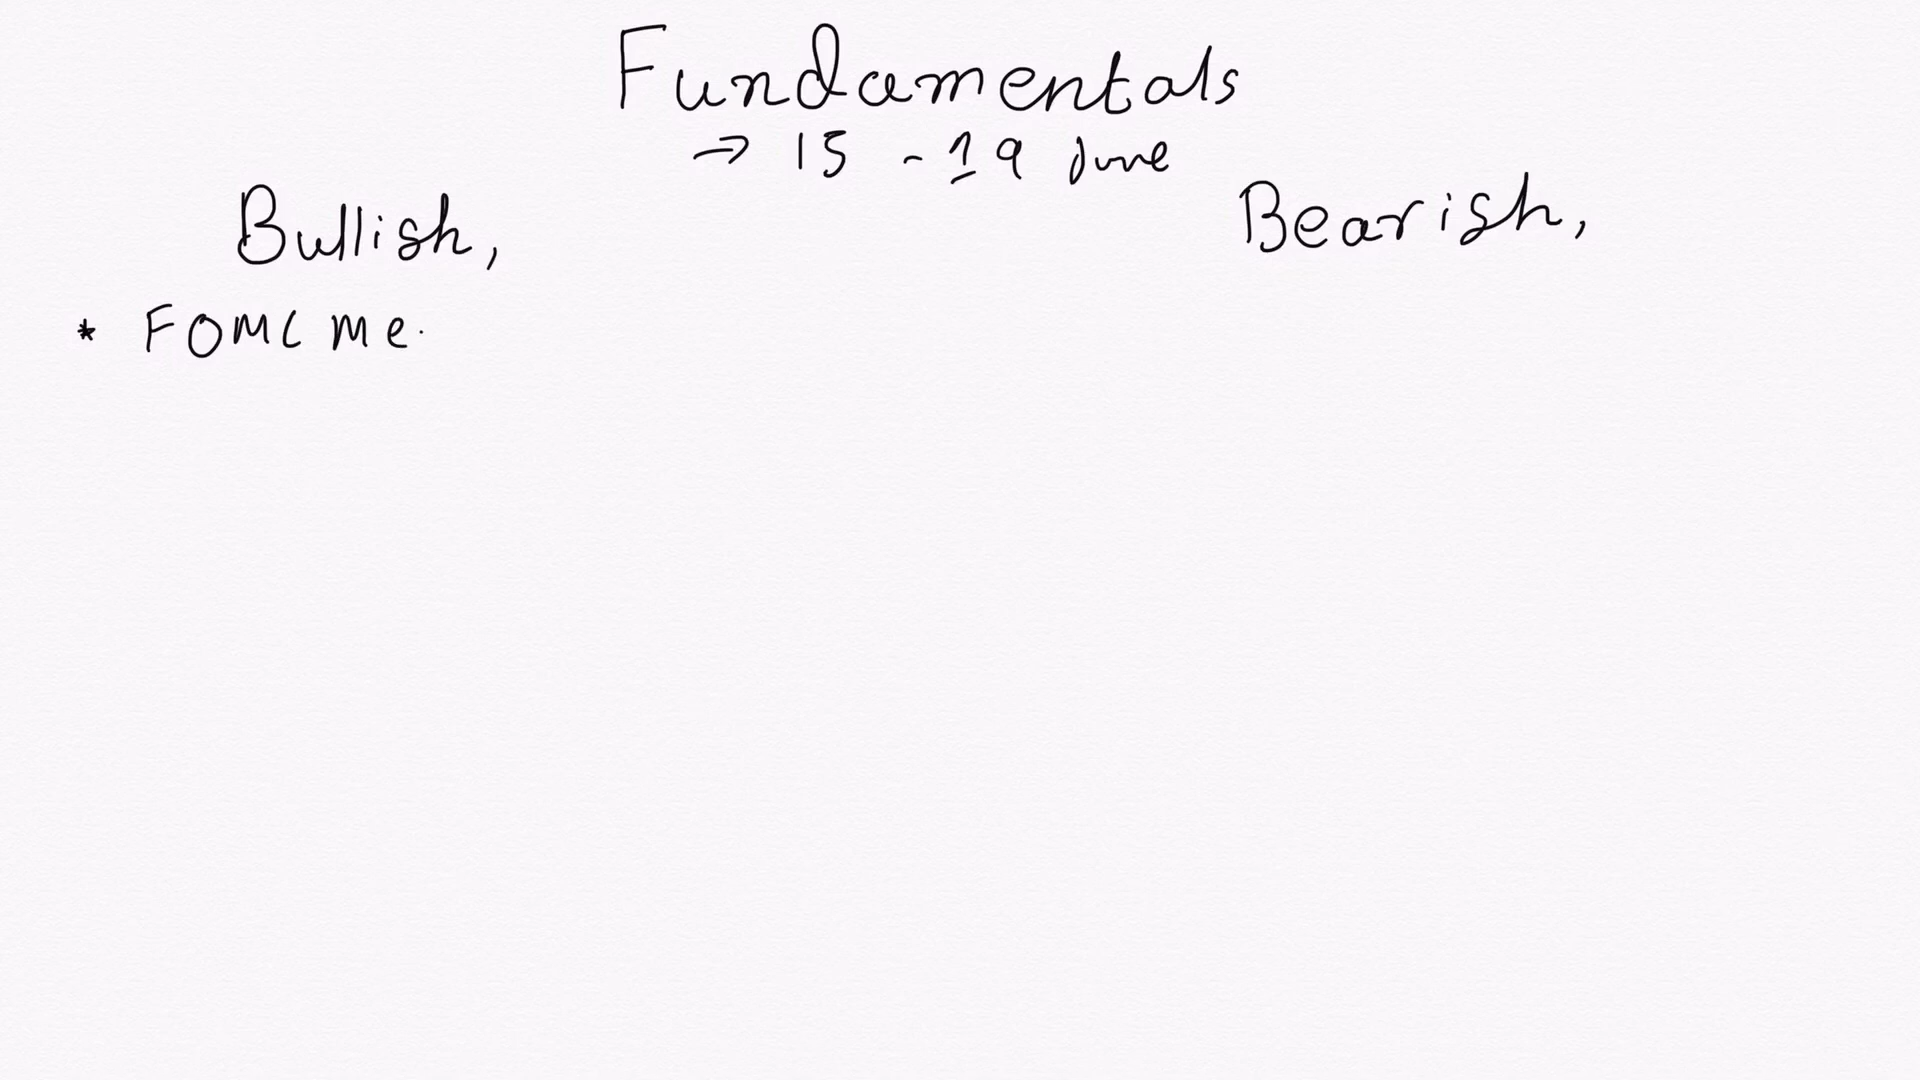 Fundamentals
→ 15 - 19 June
Bullish,
Bearish,
* FOMC Me.